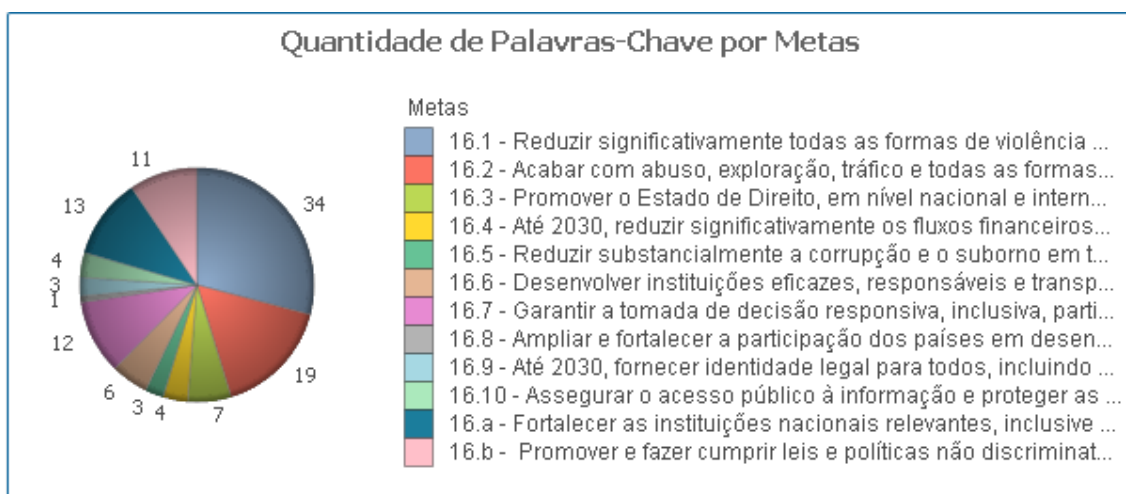 Quantidade de Palavras-Chave por Metas
Metas
16.1 - Reduzir significativamente todas as formas de violência ...
16.2 - Acabar com abuso, exploração, tráfico e todas as formas...
16.3 - Promover o Estado de Direito, em nível nacional e intern...
16.4 - Até 2030, reduzir significativamente os fluxos financeiros...
16.5 - Reduzir substancialmente a corrupção e o suborno em t...
16.6 - Desenvolver instituições eficazes, responsáveis e transp...
16.7 - Garantir a tomada de decisão responsiva, inclusiva, parti...
16.8 - Ampliar e fortalecer a participação dos países em desen...
16.9 - Até 2030, fornecer identidade legal para todos, incluindo ...
16.10 - Assegurar o acesso público à informação e proteger as ...
16.a - Fortalecer as instituições nacionais relevantes, inclusive ...
16.b - Promover e fazer cumprir leis e políticas não discriminat...
34
19
7
4
3
6
12
1
3
4
13
11